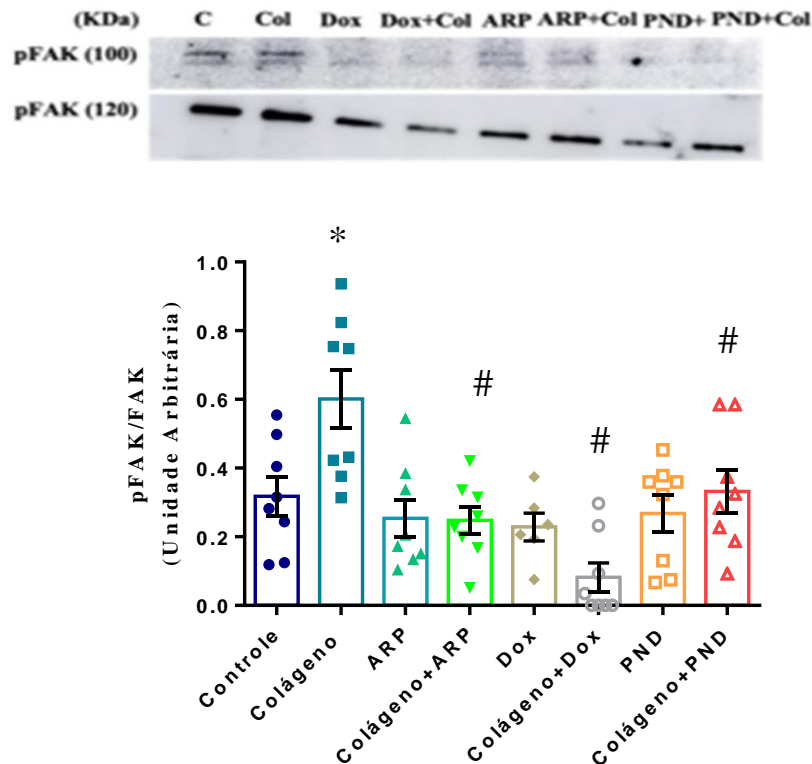 (KDa) C Col Dox Dox+Col ARP ARP+Col PND+ PND+Col
pFAK (100)
pFAK (120)
*
#
#
#
pFAK/FAK
(Unidade Arbitrária)
1.0
0.8
0.6
0.4
0.2
0.0
Controle
Colágeno
ARP
Colágeno+ARP
Dox
Colágeno+Dox
PND
Colágeno+PND